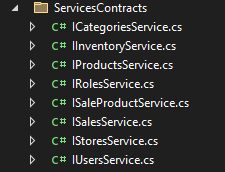 ServicesContracts
C# ICategoriesService.cs
C# IInventoryService.cs
C# IProductsService.cs
C# IRolesService.cs
C# ISaleProductService.cs
C# ISalesService.cs
C# IStoresService.cs
C# IUsersService.cs